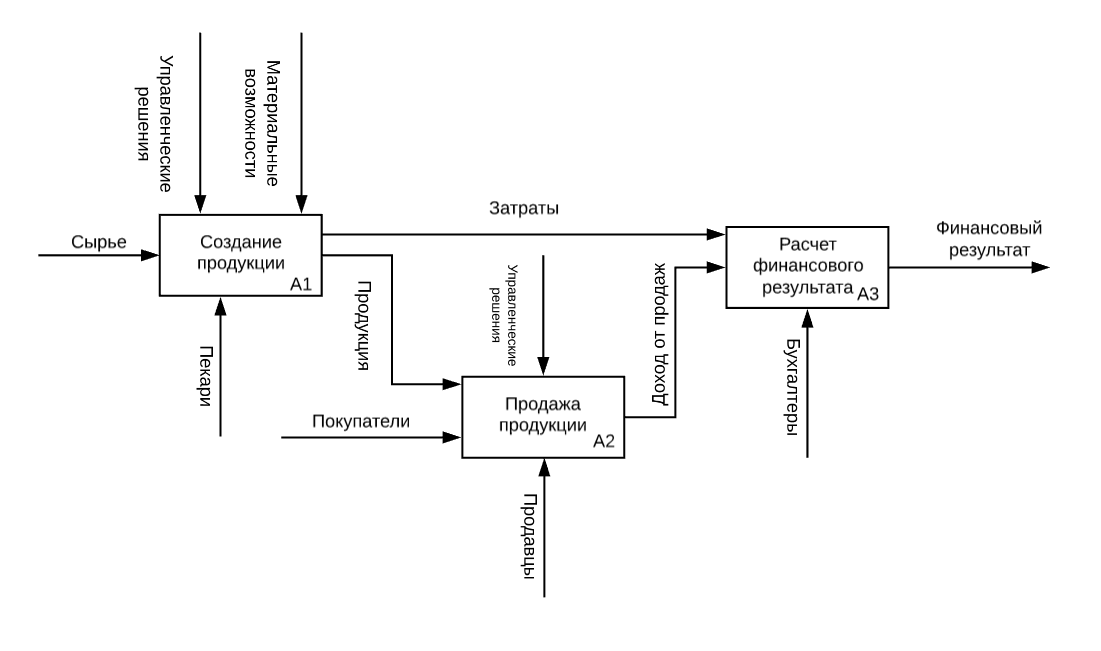 Управленческие
решения
Материальные
возможности
Затраты
Финансовый
результат
Сырье
Создание
продукции
A1
Расчет
финансового
результата
A3
Продукция
Управленческие
решения
Доход от продаж
Пекари
Бухгалтеры
Покупатели
Продажа
продукции
A2
Продавцы